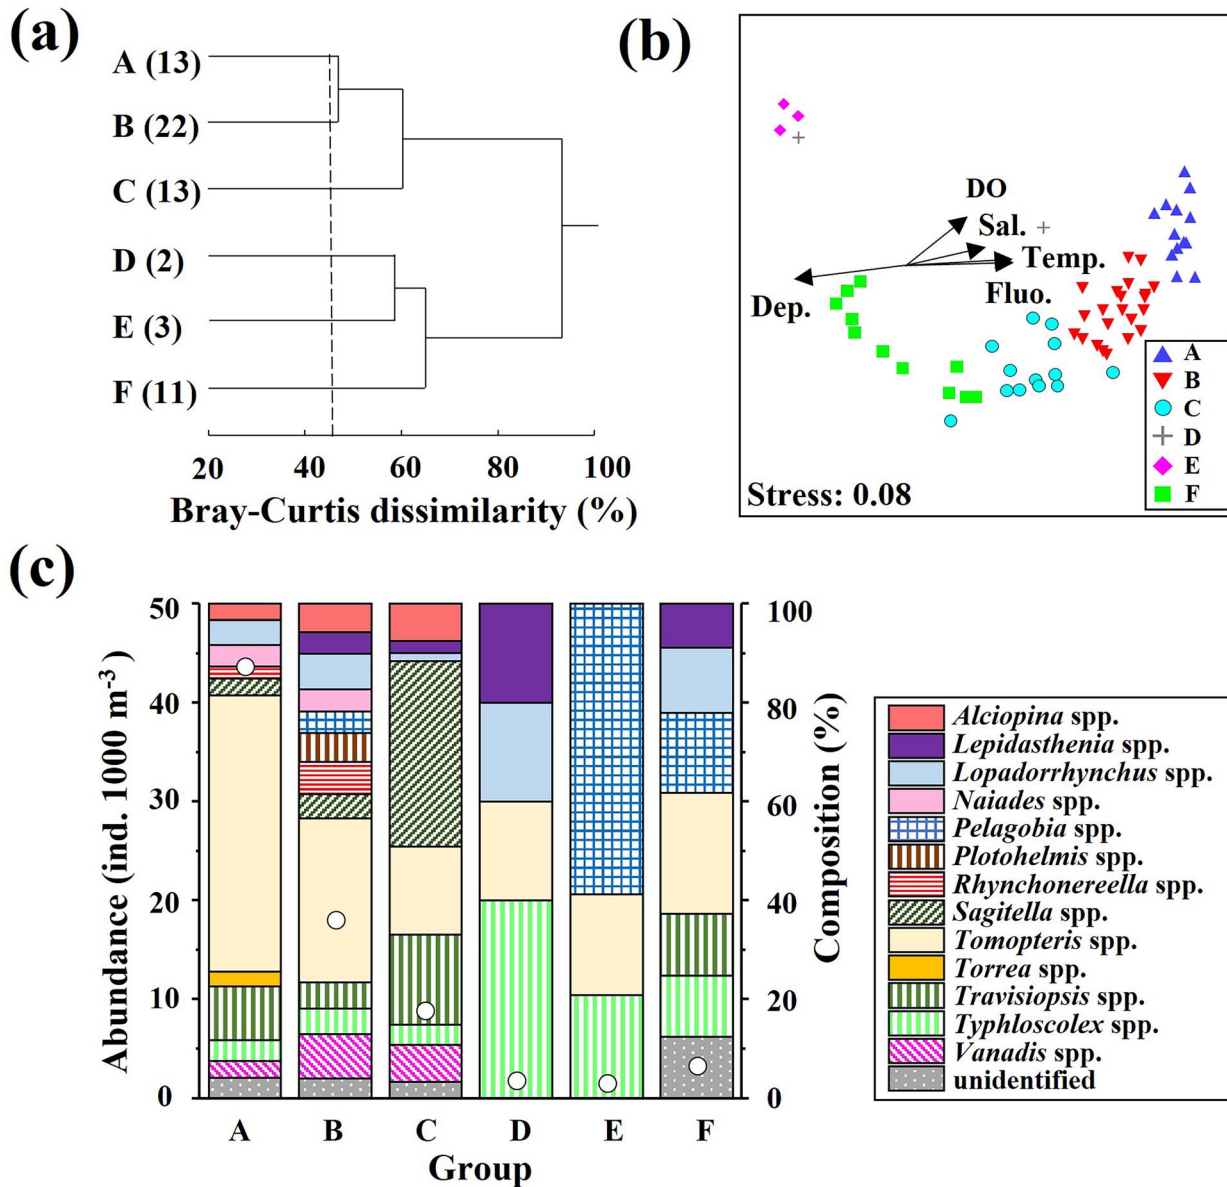 (a)
A (13)
B (22)
C (13)
D (2)
E (3)
F (11)
20 40 60 80 100
Bray-Curtis dissimilarity (%)
(b)
DO
Sal.
Temp.
Fluo.
Dep.
A
B
C
D
E
F
Stress: 0.08
(c)
Abundance (ind. 1000 m⁻³)
50
40
30
20
10
0
100
80
60
40
20
0
Composition (%)
A B C D E F
Group
Alciopina spp.
Lepidasthenia spp.
Lopadorrhynchus spp.
Naiades spp.
Pelagobia spp.
Plotohelmis spp.
Rhynchonereella spp.
Sagitella spp.
Tomopteris spp.
Torrea spp.
Travisiopsis spp.
Typhloscolex spp.
Vanadis spp.
unidentified